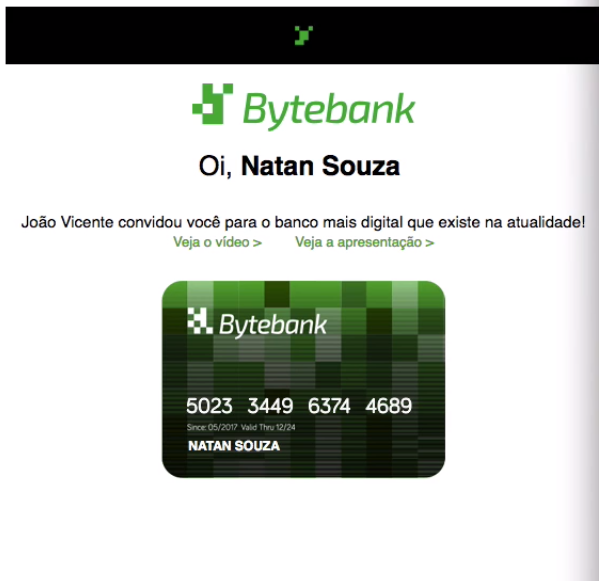 Bytebank
Oi, Natan Souza
João Vicente convidou você para o banco mais digital que existe na atualidade!
Veja o vídeo > Veja a apresentação >
Bytebank
5023 3449 6374 4689
Since: 05/2017 Valid Thru 12/24
NATAN SOUZA